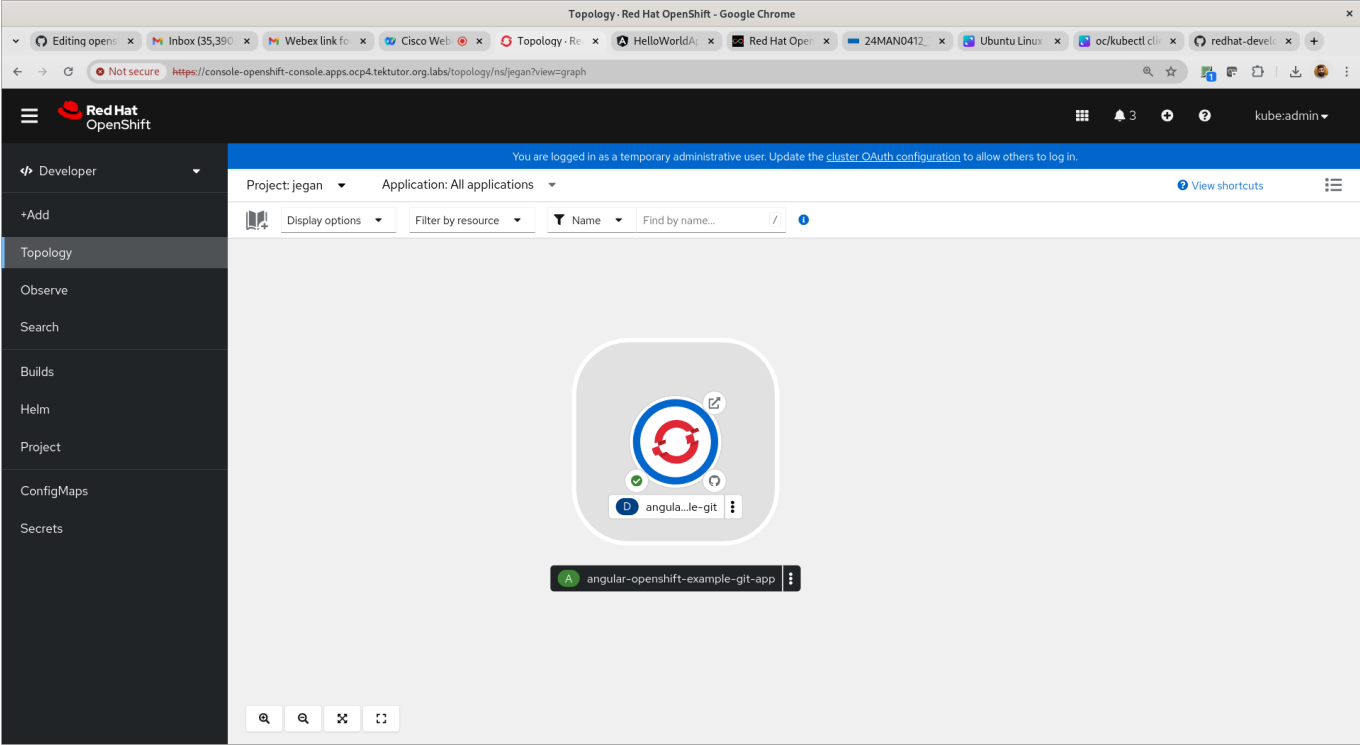 Topology · Red Hat OpenShift - Google Chrome
Editing opens
Inbox (35,390
Webex link fo
Cisco Web
Topology · Re
HelloWorldA
Red Hat Open
24MAN0412_
Ubuntu Linux
oc/kubectl cli
redhat-devel
Not secure https://console-openshift-console.apps.ocp4.tektutor.org.labs/topology/ns/jegan?view=graph
Red Hat
OpenShift
3
kube:admin
You are logged in as a temporary administrative user. Update the cluster OAuth configuration to allow others to log in.
Developer
Project: jegan
Application: All applications
View shortcuts
+Add
Display options
Filter by resource
Name
Find by name...
/
Topology
Observe
Search
Builds
Helm
Project
ConfigMaps
Secrets
D angula...le-git
A angular-openshift-example-git-app